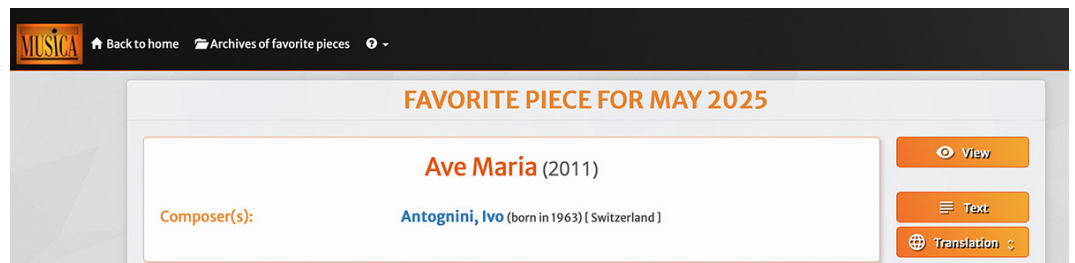 MUSICA Back to home Archives of favorite pieces ?
FAVORITE PIECE FOR MAY 2025
Ave Maria (2011)
View
Composer(s): Antognini, Ivo (born in 1963) [ Switzerland ]
Text
Translation